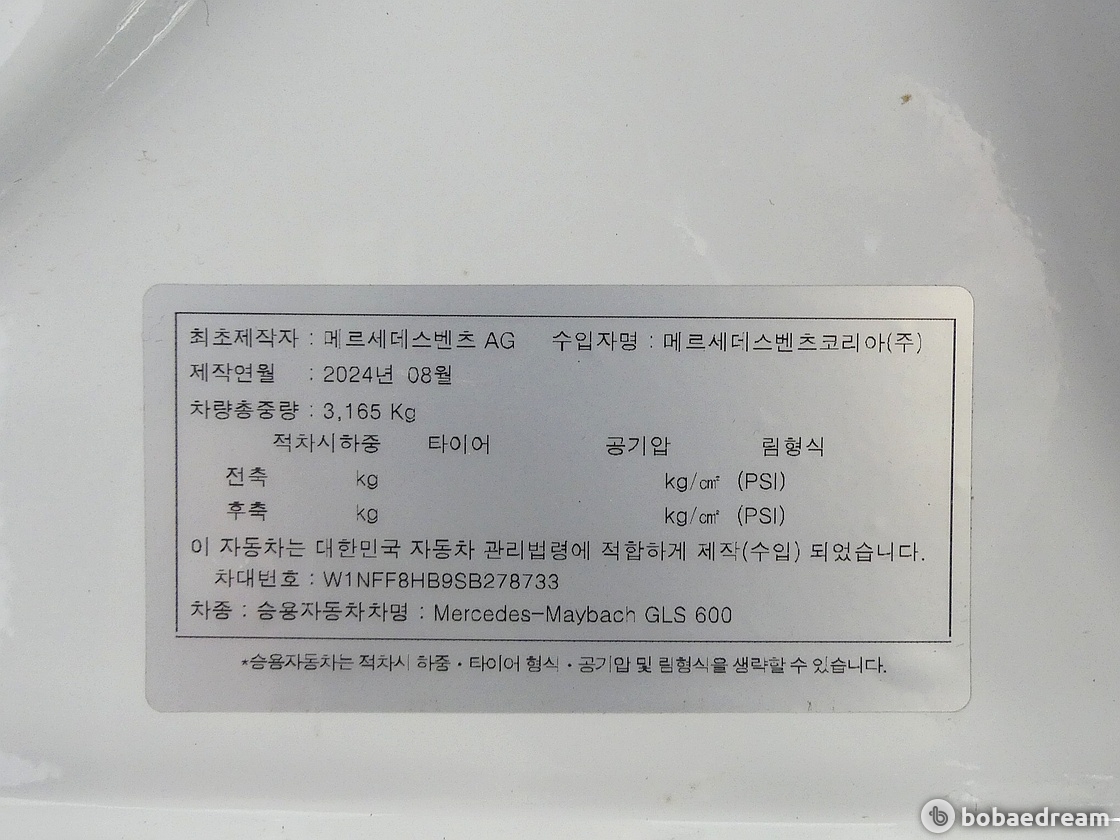 최초제작자 : 메르세데스벤츠 AG 수입자명 : 메르세데스벤츠코리아(주)
제작연월 : 2024년 08월
차량총중량 : 3,165 Kg
적차시하중 타이어 공기압 림형식
전축 kg kg/㎠ (PSI)
후축 kg kg/㎠ (PSI)
이 자동차는 대한민국 자동차 관리법령에 적합하게 제작(수입) 되었습니다.
차대번호 : W1NFF8HB9SB278733
차종 : 승용자동차차명 : Mercedes-Maybach GLS 600
*승용자동차는 적차시 하중·타이어 형식·공기압 및 림형식을 생략할 수 있습니다.
bobaedream